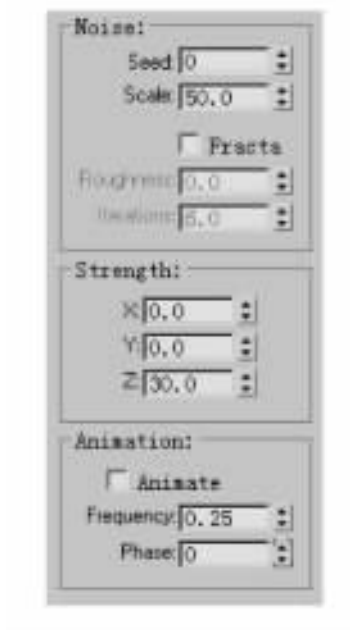 Noise:
Seed: 0
Scale: 50.0
Fracta
Roughness: 0.0
Iterations: 6.0
Strength:
X: 0.0
Y: 0.0
Z: 30.0
Animation:
Animate
Frequency: 0.25
Phase: 0